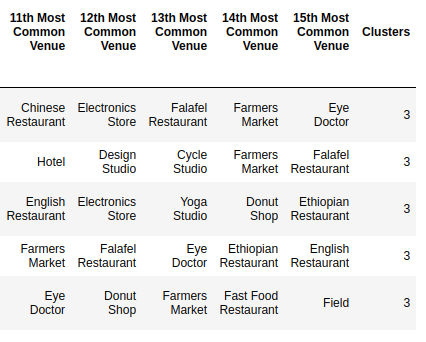 11th Most Common Venue 12th Most Common Venue 13th Most Common Venue 14th Most Common Venue 15th Most Common Venue Clusters
Chinese Restaurant Electronics Store Falafel Restaurant Farmers Market Eye Doctor 3
Hotel Design Studio Cycle Studio Farmers Market Falafel Restaurant 3
English Restaurant Electronics Store Yoga Studio Donut Shop Ethiopian Restaurant 3
Farmers Market Falafel Restaurant Eye Doctor Ethiopian Restaurant English Restaurant 3
Eye Doctor Donut Shop Farmers Market Fast Food Restaurant Field 3